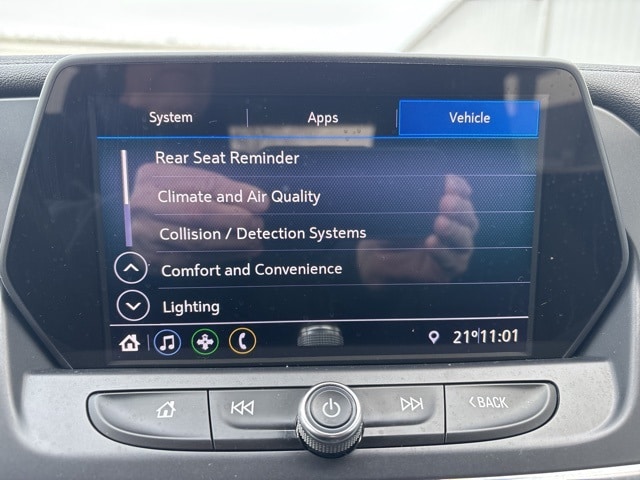 System Apps Vehicle
Rear Seat Reminder
Climate and Air Quality
Collision / Detection Systems
Comfort and Convenience
Lighting
21° 11:01
BACK